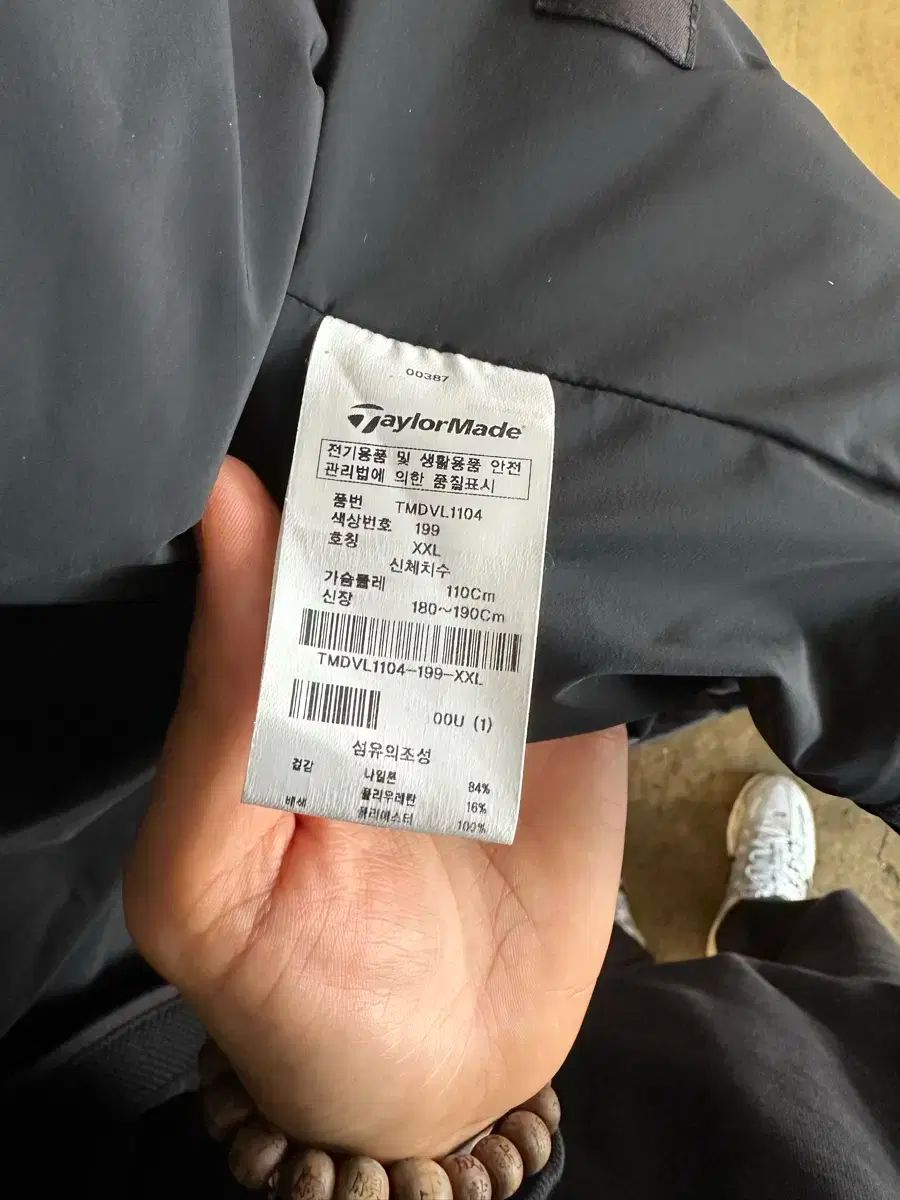 00387
TaylorMade
전기용품 및 생활용품 안전
관리법에 의한 품질표시
품번 TMDVL1104
색상번호 199
호칭 XXL
신체치수
가슴둘레 110Cm
신장 180~190Cm
TMDVL1104-199-XXL
00U (1)
섬유의조성
겉감 나일론 84%
폴리우레탄 16%
배색 폴리에스터 100%